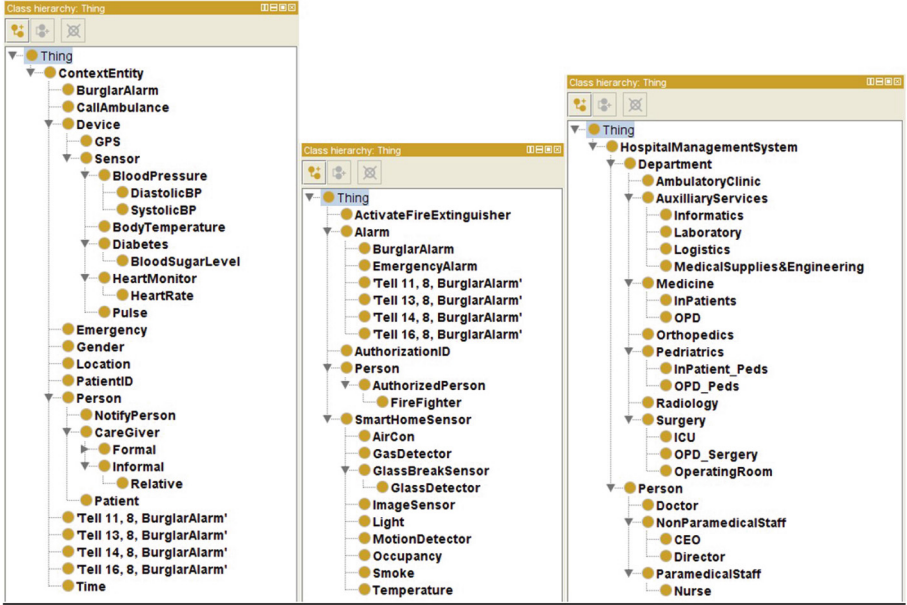 Class hierarchy: Thing
Thing
ContextEntity
BurglarAlarm
CallAmbulance
Device
GPS
Sensor
BloodPressure
DiastolicBP
SystolicBP
BodyTemperature
Diabetes
BloodSugarLevel
HeartMonitor
HeartRate
Pulse
Emergency
Gender
Location
PatientID
Person
NotifyPerson
CareGiver
Formal
Informal
Relative
Patient
'Tell 11, 8, BurglarAlarm'
'Tell 13, 8, BurglarAlarm'
'Tell 14, 8, BurglarAlarm'
'Tell 16, 8, BurglarAlarm'
Time
Class hierarchy: Thing
Thing
ActivateFireExtinguisher
Alarm
BurglarAlarm
EmergencyAlarm
'Tell 11, 8, BurglarAlarm'
'Tell 13, 8, BurglarAlarm'
'Tell 14, 8, BurglarAlarm'
'Tell 16, 8, BurglarAlarm'
AuthorizationID
Person
AuthorizedPerson
FireFighter
SmartHomeSensor
AirCon
GasDetector
GlassBreakSensor
GlassDetector
ImageSensor
Light
MotionDetector
Occupancy
Smoke
Temperature
Class hierarchy: Thing
Thing
HospitalManagementSystem
Department
AmbulatoryClinic
AuxilliaryServices
Informatics
Laboratory
Logistics
MedicalSupplies&Engineering
Medicine
InPatients
OPD
Orthopedics
Pedriatrics
InPatient_Peds
OPD_Peds
Radiology
Surgery
ICU
OPD_Sergery
OperatingRoom
Person
Doctor
NonParamedicalStaff
CEO
Director
ParamedicalStaff
Nurse